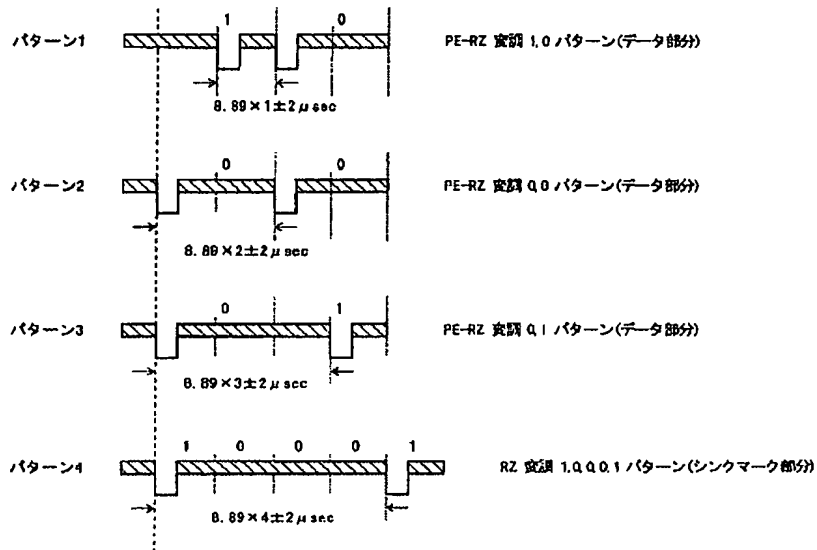 1 0
パターン1 PE-RZ 変調 1,0 パターン(データ部分)
8.89×1±2μsec
0 0
パターン2 PE-RZ 変調 0,0 パターン(データ部分)
8.89×2±2μsec
0 1
パターン3 PE-RZ 変調 0,1 パターン(データ部分)
8.89×3±2μsec
1 0 0 0 1
パターン4 RZ 変調 1,0,0,0,1 パターン(シンクマーク部分)
8.89×4±2μsec